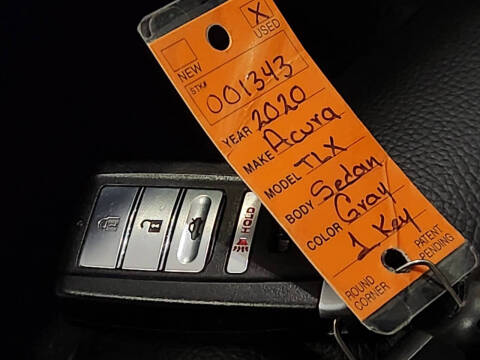 NEW X USED
STK# 001343
YEAR 2020
MAKE Acura
MODEL TLX
BODY Sedan
COLOR Gray
1 Key
ROUND CORNER
PATENT PENDING
HOLD